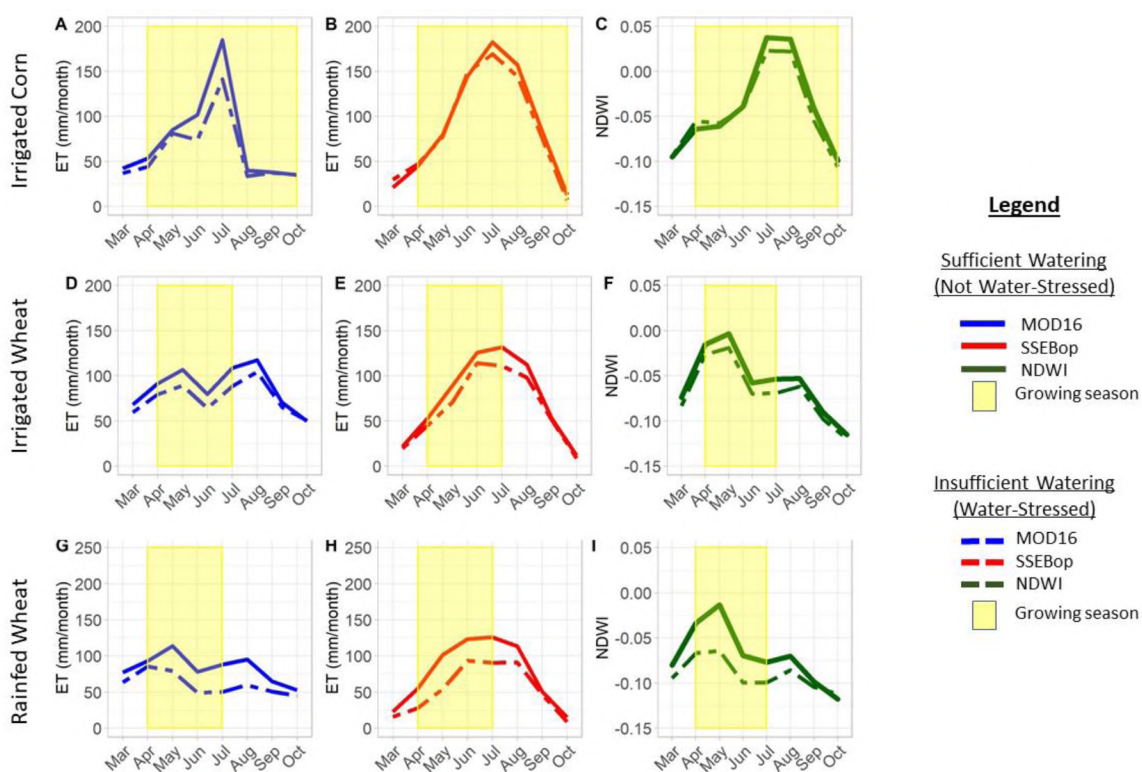 Irrigated Corn
A
ET (mm/month)
200
150
100
50
0
Mar Apr May Jun Jul Aug Sep Oct
B
ET (mm/month)
200
150
100
50
0
Mar Apr May Jun Jul Aug Sep Oct
C
NDWI
0.05
0.00
-0.05
-0.10
-0.15
Mar Apr May Jun Jul Aug Sep Oct
Irrigated Wheat
D
ET (mm/month)
200
150
100
50
0
Mar Apr May Jun Jul Aug Sep Oct
E
ET (mm/month)
200
150
100
50
0
Mar Apr May Jun Jul Aug Sep Oct
F
NDWI
0.05
0.00
-0.05
-0.10
-0.15
Mar Apr May Jun Jul Aug Sep Oct
Rainfed Wheat
G
ET (mm/month)
250
200
150
100
50
0
Mar Apr May Jun Jul Aug Sep Oct
H
ET (mm/month)
250
200
150
100
50
0
Mar Apr May Jun Jul Aug Sep Oct
I
NDWI
0.05
0.00
-0.05
-0.10
-0.15
Mar Apr May Jun Jul Aug Sep Oct
Legend
Sufficient Watering
(Not Water-Stressed)
MOD16
SSEBop
NDWI
Growing season
Insufficient Watering
(Water-Stressed)
MOD16
SSEBop
NDWI
Growing season